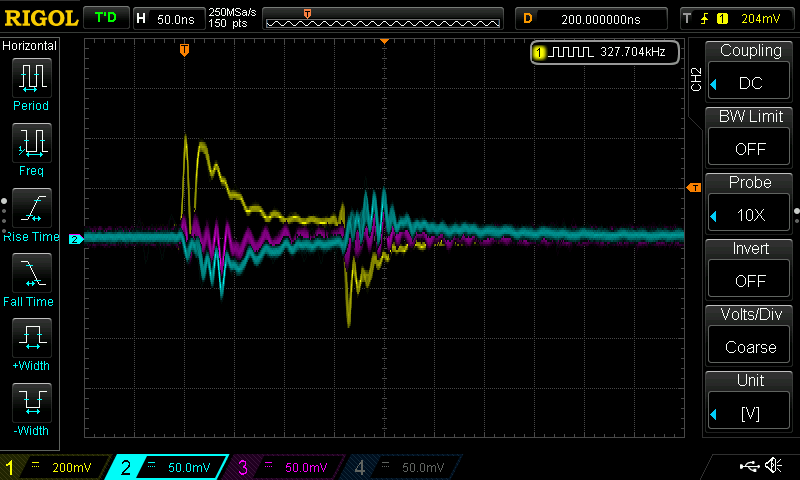 RIGOL T'D H 50.0ns 250MSa/s
150 pts
D 200.000000ns T 1 204mV
Horizontal
Period
Freq
Rise Time
Fall Time
+Width
-Width
T
1 327.704kHz
2
T
CH2
Coupling
DC
BW Limit
OFF
Probe
10X
Invert
OFF
Volts/Div
Coarse
Unit
[V]
1 200mV 2 50.0mV 3 50.0mV 4 50.0mV